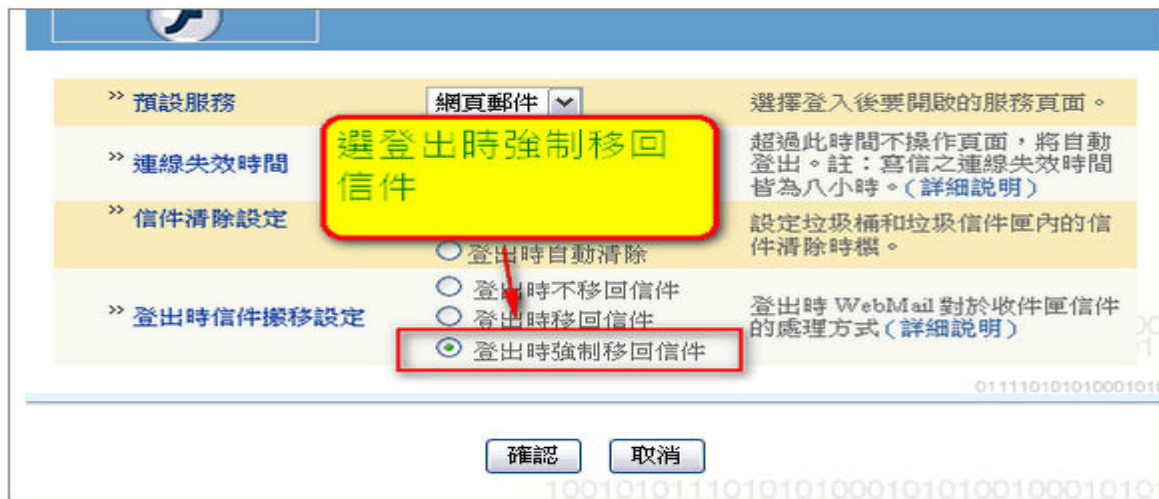 >> 預設服務 網頁郵件 選擇登入後要開啟的服務頁面。
選登出時強制移回
信件
>> 連線失效時間
超過此時間不操作頁面,將自動
登出。註:寫信之連線失效時間
皆為八小時。(詳細說明)
>> 信件清除設定
登出時自動清除
設定垃圾桶和垃圾信件匣內的信
件清除時機。
>> 登出時信件搬移設定
登出時不移回信件
登出時移回信件
登出時強制移回信件
登出時 WebMail 對於收件匣信件
的處理方式(詳細說明)
確認 取消